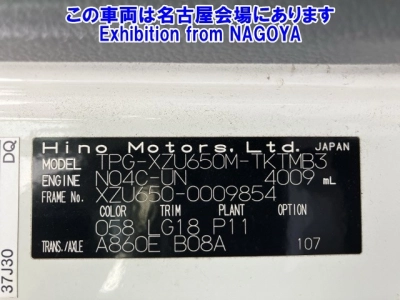 この車両は名古屋会場にあります
Exhibition from NAGOYA
Hino Motors, Ltd. JAPAN
MODEL TPG-XZU650M-TKTMB3
ENGINE N04C-UN 4009 mL
FRAME No. XZU650-0009854
COLOR TRIM PLANT OPTION
058 LG18 P11
TRANS./AXLE A860E B08A 107
DQ
37J30